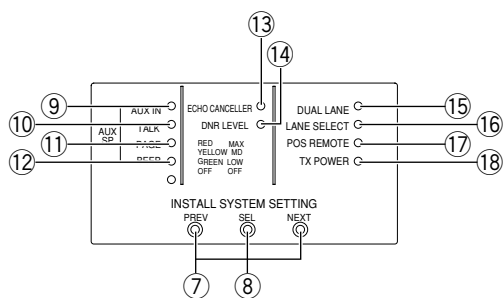 ⑬
⑭
⑨ AUX IN ECHO CANCELLER DUAL LANE ⑮
⑩ AUX SP TALK DNR LEVEL LANE SELECT ⑯
⑪ PAGE RED MAX POS REMOTE ⑰
YELLOW MD
⑫ BEEP GREEN LOW TX POWER ⑱
OFF OFF
INSTALL SYSTEM SETTING
PREV SEL NEXT
⑦ ⑧